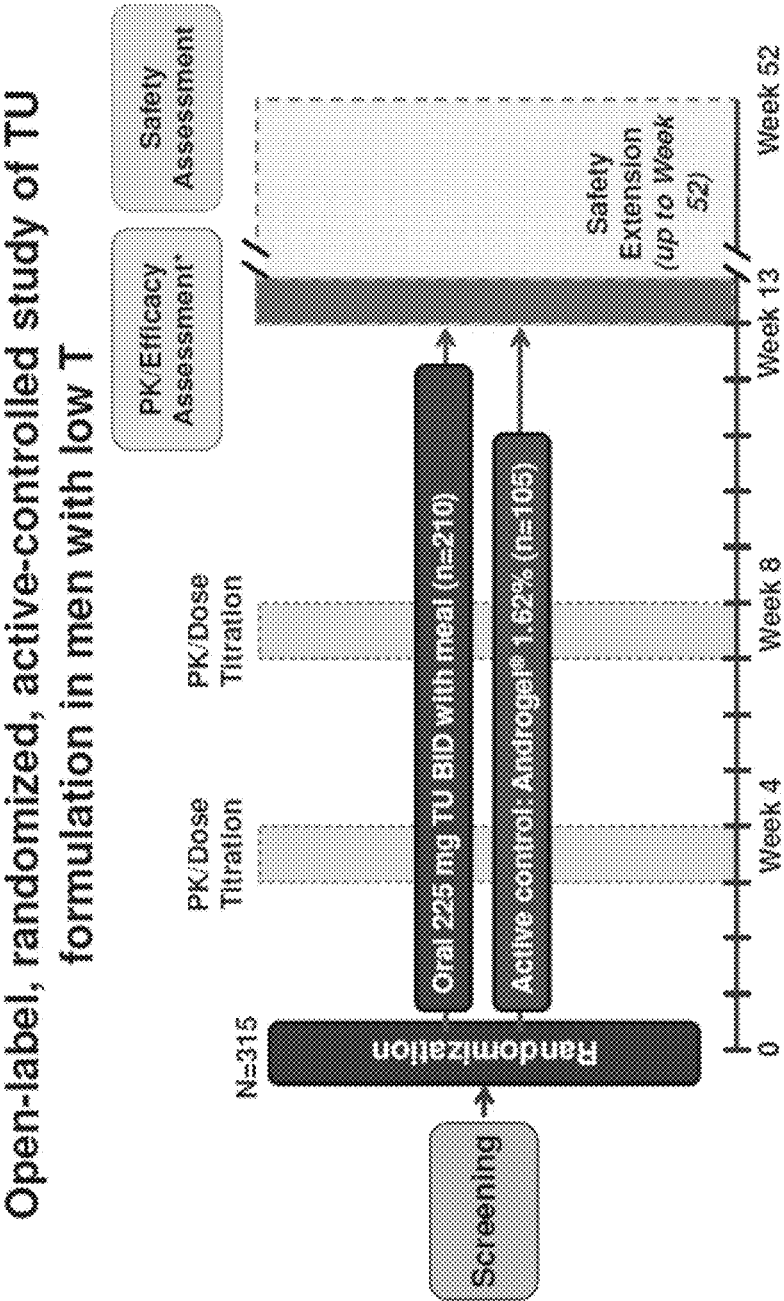 Open-label, randomized, active-controlled study of TU
formulation in men with low T
PK/Efficacy
Assessment*
Safety
Assessment
PK/Dose
Titration
PK/Dose
Titration
N=315
Screening
Randomization
Oral 225 mg TU BID with meal (n=210)
Active control: Androgel® 1.62% (n=105)
Safety
Extension
(up to Week
52)
0
Week 4
Week 8
Week 13
Week 52